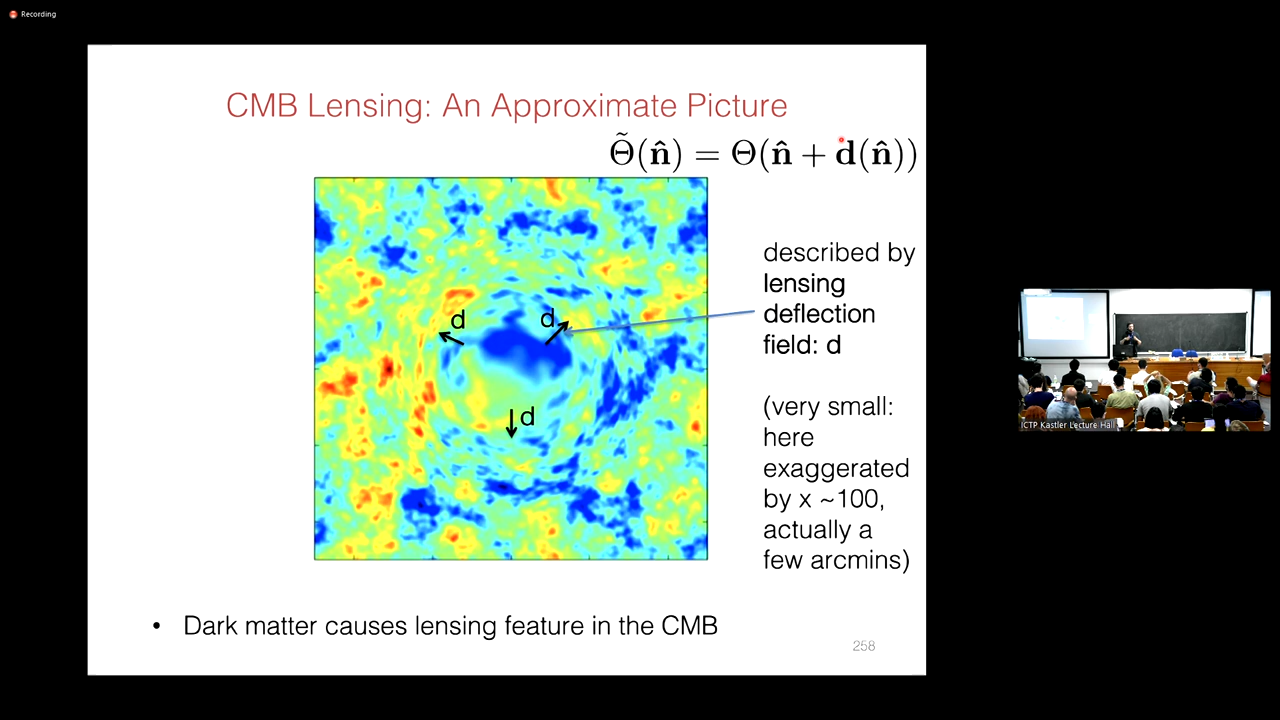 Recording
CMB Lensing: An Approximate Picture
Θ̃(n̂) = Θ(n̂ + d(n̂))
described by
lensing
deflection
field: d
d
d
d
(very small:
here
exaggerated
by x ~100,
actually a
few arcmins)
• Dark matter causes lensing feature in the CMB
258
ICTP Kastler Lecture Hall